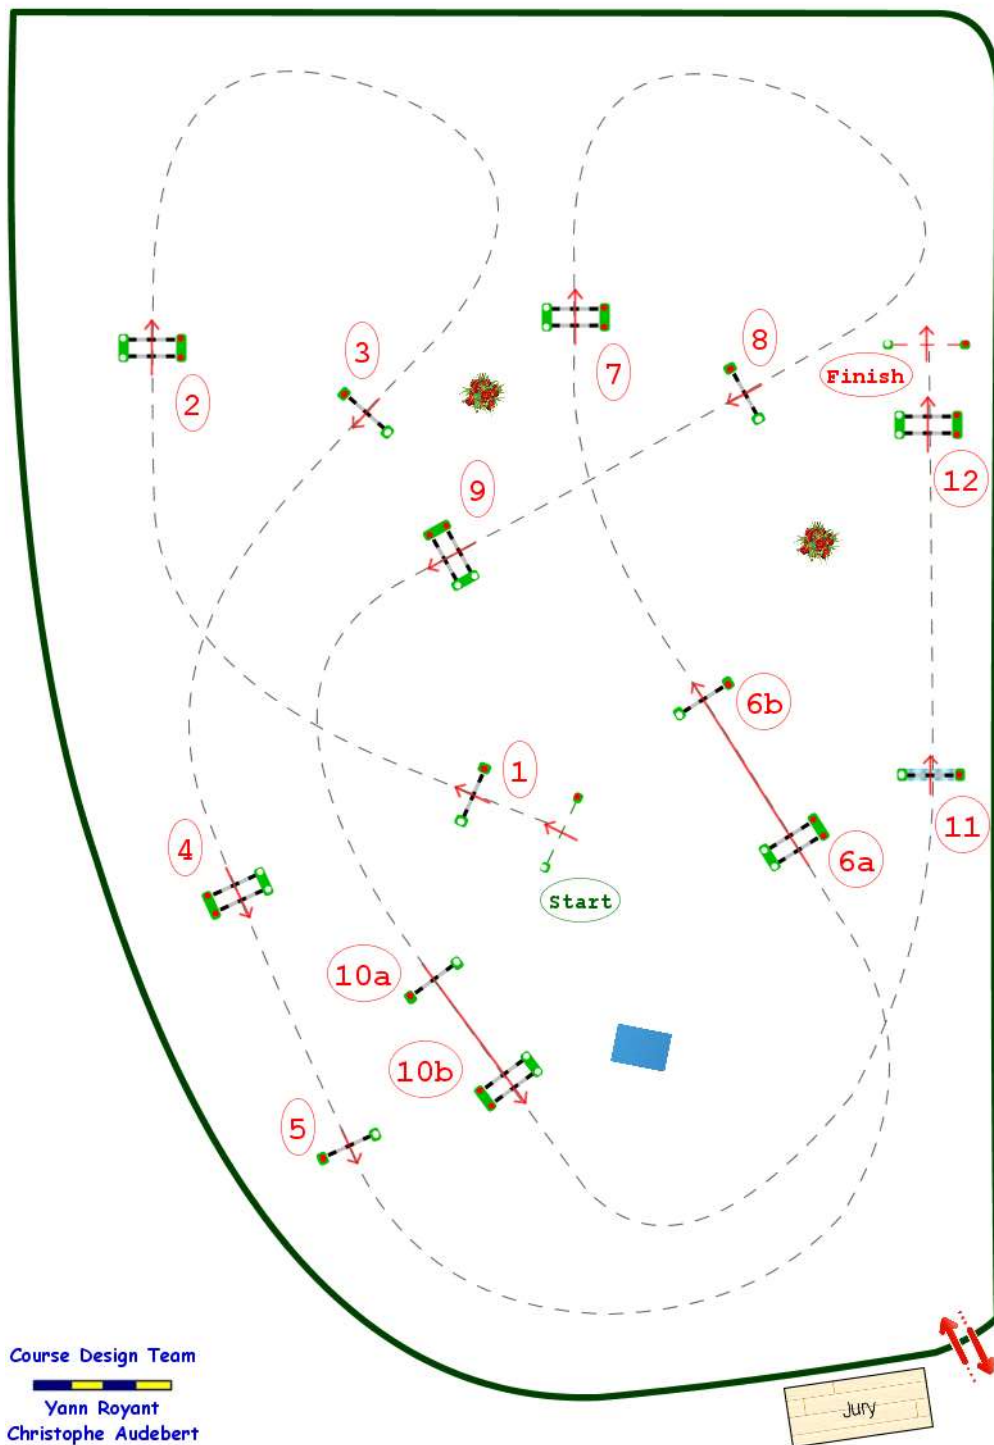 3
8
7
Finish
2
12
9
6b
1
11
4
6a
Start
10a
10b
5
Course Design Team
Yann Royant
Christophe Audebert
Jury